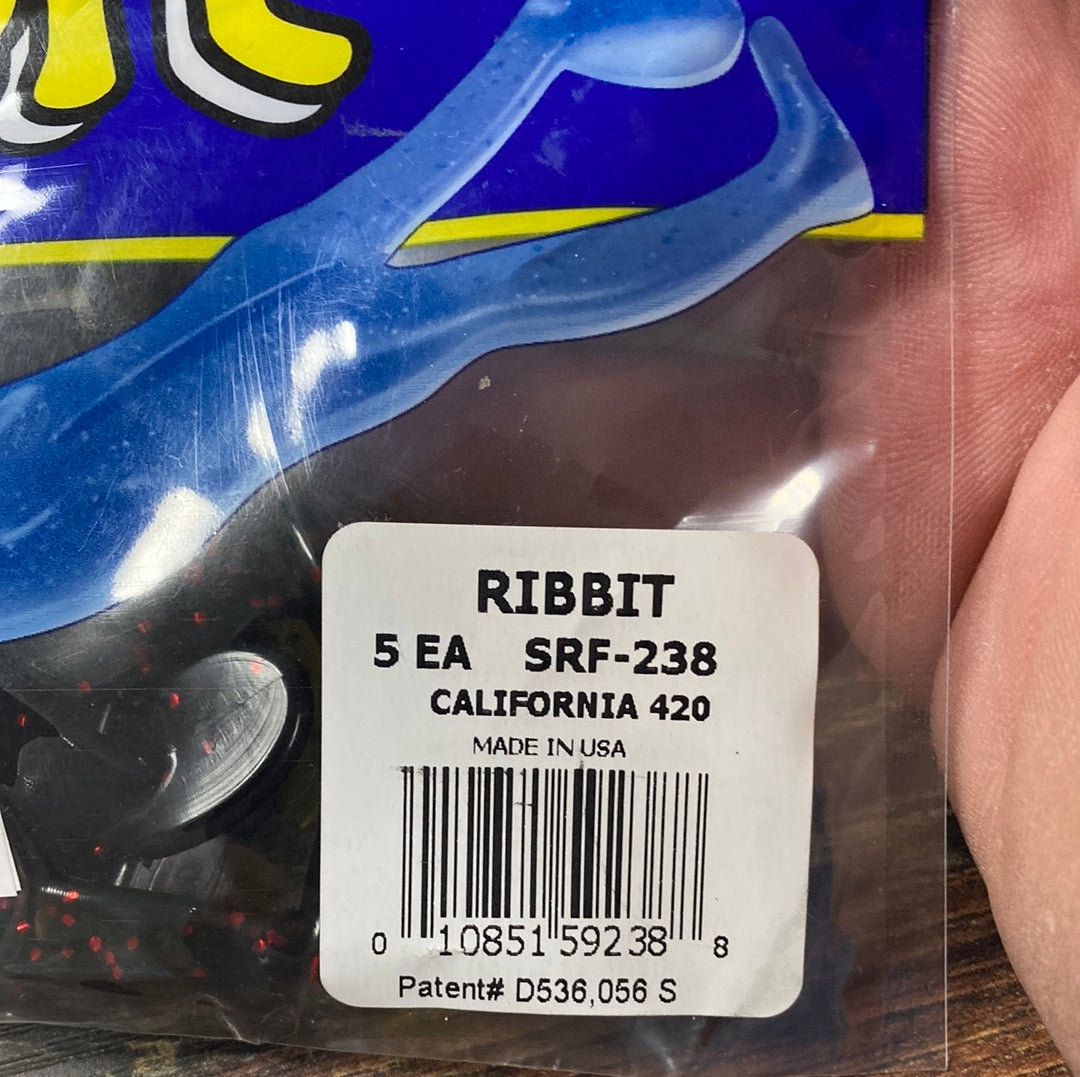 RIBBIT
5 EA SRF-238
CALIFORNIA 420
MADE IN USA
0 10851 59238 8
Patent# D536,056 S